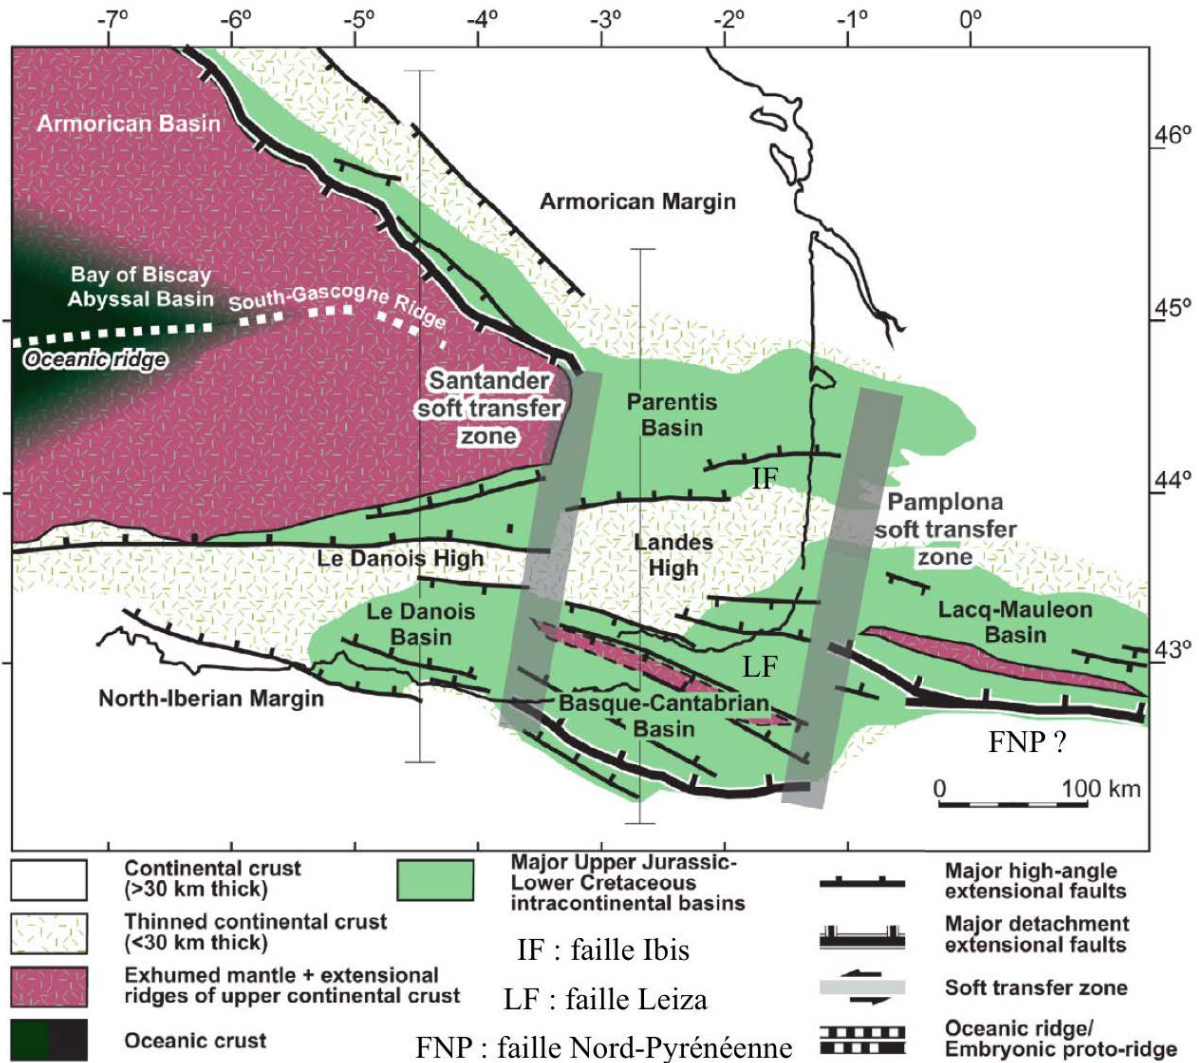 -7º -6º -5º -4º -3º -2º -1º 0º
Armorican Basin
46º
Armorican Margin
Bay of Biscay
Abyssal Basin
South-Gascogne Ridge
45º
Oceanic ridge
Santander
soft transfer
zone
Parentis
Basin
IF
44º
Pamplona
soft transfer
zone
Le Danois High
Landes
High
Le Danois
Basin
Lacq-Mauleon
Basin
43º
LF
North-Iberian Margin
Basque-Cantabrian
Basin
FNP ?
0 100 km
Continental crust
(>30 km thick)
Thinned continental crust
(<30 km thick)
Exhumed mantle + extensional
ridges of upper continental crust
Oceanic crust
Major Upper Jurassic-
Lower Cretaceous
intracontinental basins
IF : faille Ibis
LF : faille Leiza
FNP : faille Nord-Pyrénéenne
Major high-angle
extensional faults
Major detachment
extensional faults
Soft transfer zone
Oceanic ridge/
Embryonic proto-ridge